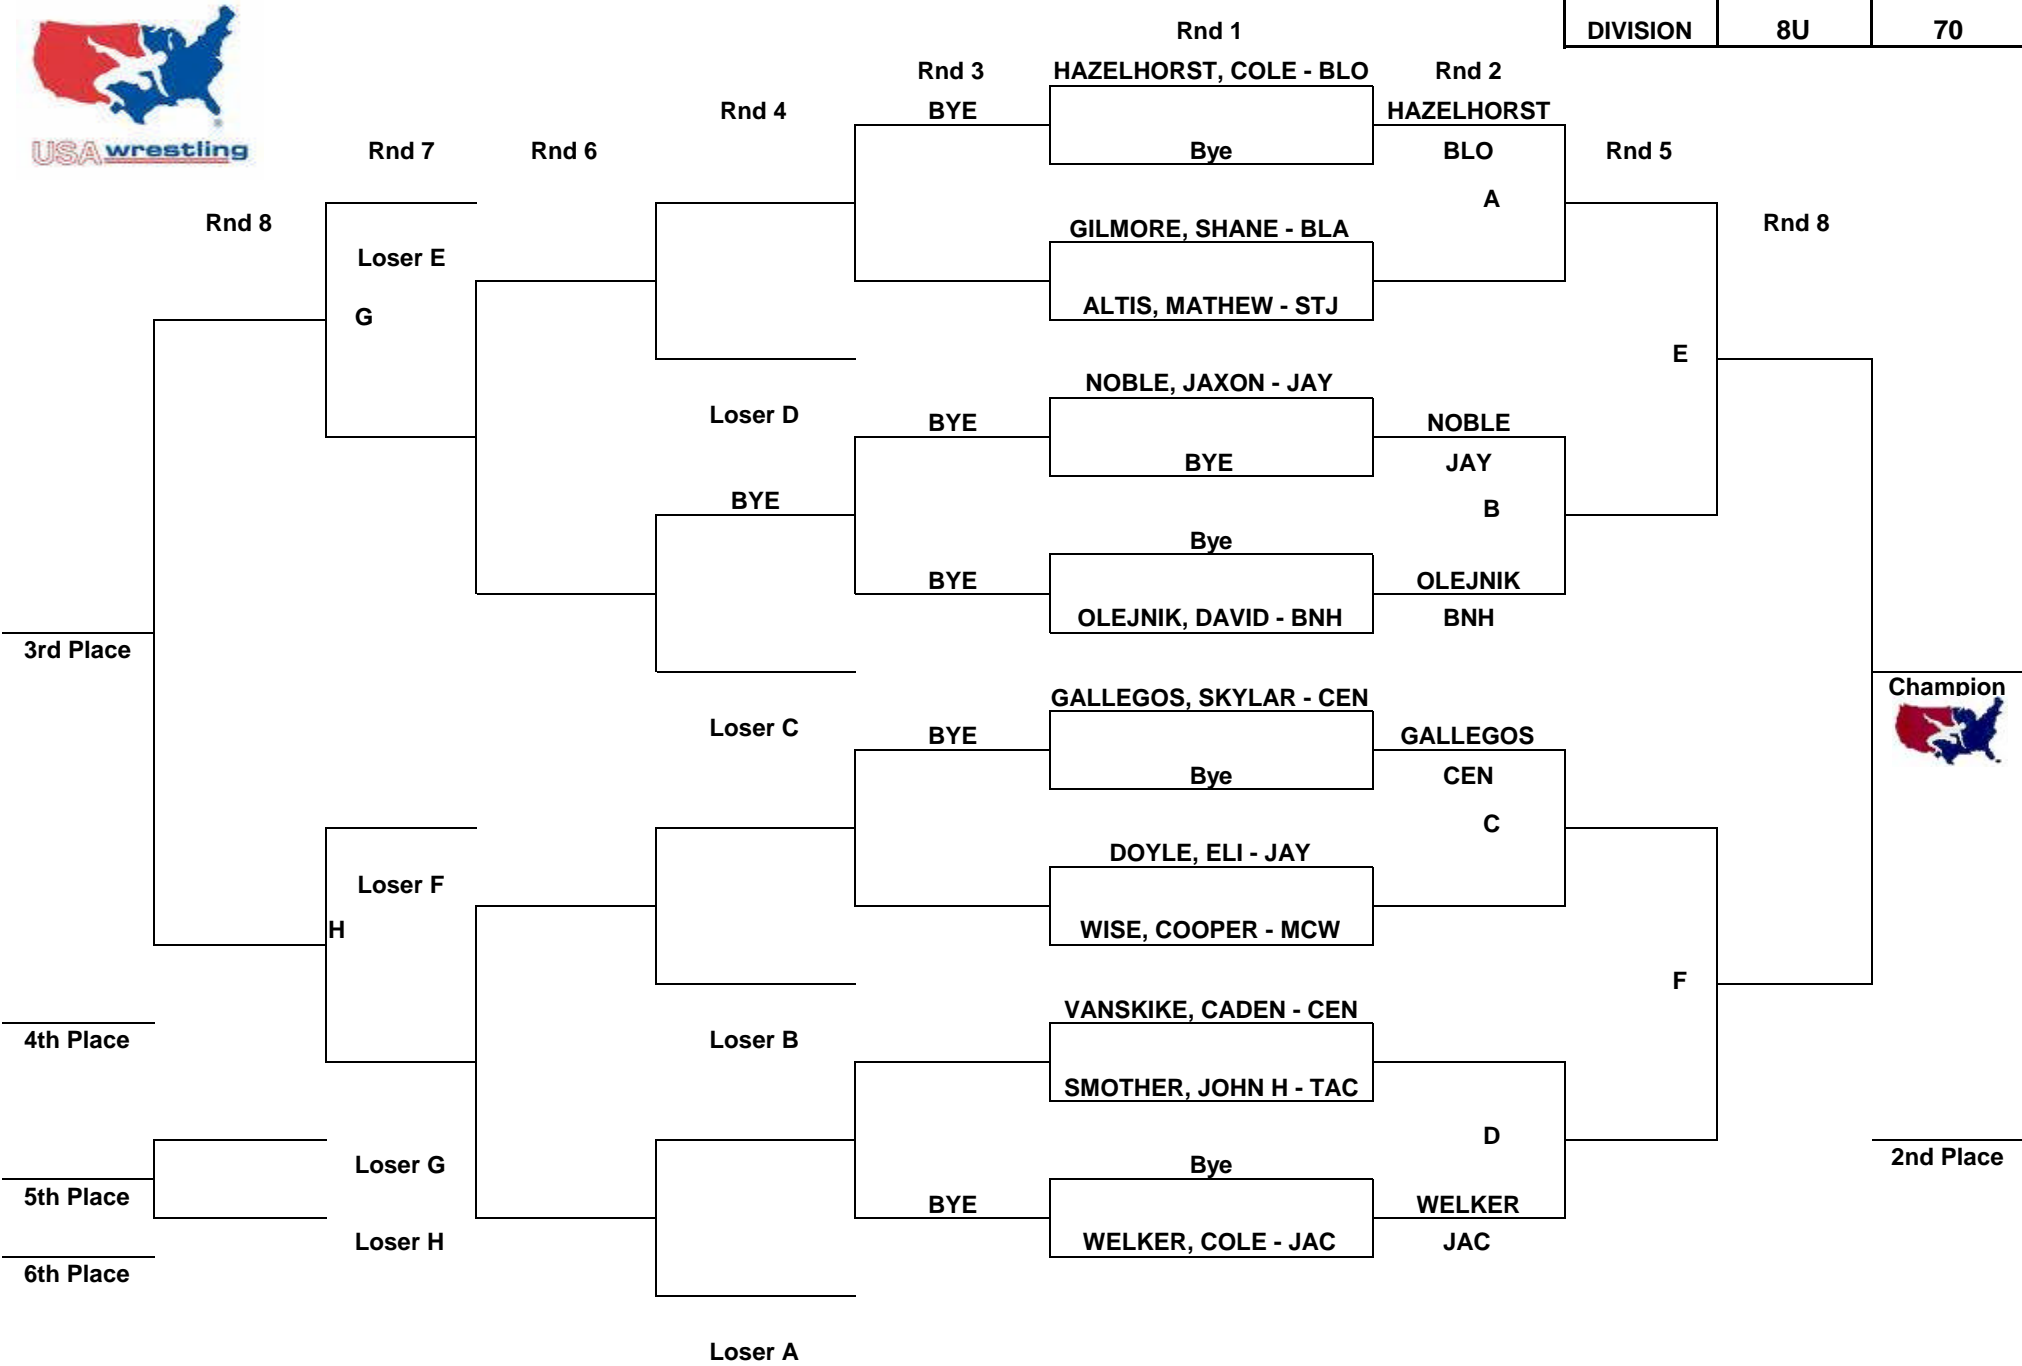 Rnd 1
DIVISION 8U 70
Rnd 3 HAZELHORST, COLE - BLO Rnd 2
Rnd 4 BYE HAZELHORST
USA wrestling Rnd 7 Rnd 6 Bye BLO Rnd 5
A
Rnd 8 GILMORE, SHANE - BLA Rnd 8
Loser E
G ALTIS, MATHEW - STJ
E
NOBLE, JAXON - JAY
Loser D BYE NOBLE
BYE JAY
BYE B
Bye
BYE OLEJNIK
OLEJNIK, DAVID - BNH BNH
3rd Place
GALLEGOS, SKYLAR - CEN Champion
Loser C BYE GALLEGOS
Bye CEN
C
DOYLE, ELI - JAY
Loser F
H WISE, COOPER - MCW
F
VANSKIKE, CADEN - CEN
4th Place Loser B
SMOTHER, JOHN H - TAC
D
Loser G Bye 2nd Place
5th Place BYE WELKER
Loser H WELKER, COLE - JAC JAC
6th Place
Loser A